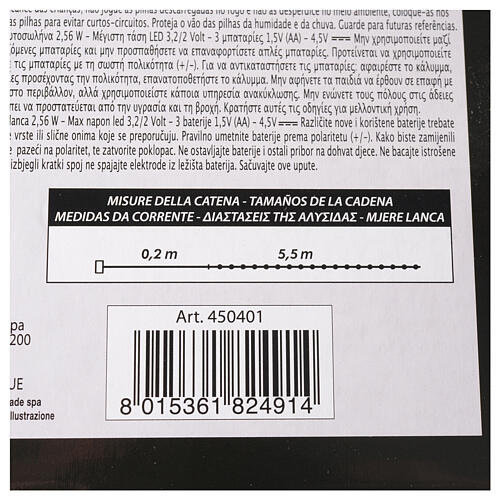 das crianças, não jogue as pilhas descarregadas no fogo e não as desperdice no meio ambiente, coloque-as nos
as pilhas para evitar curtos-circuitos. Proteja o vão das pilhas da humidade e da chuva. Guarde para futuras referências.
τοσωλήνα 2,56 W – Μέγιστη τάση LED 3,2/2 Volt – 3 μπαταρίες 1,5V (AA) – 4,5V Μην χρησιμοποιείτε μαζί
όμενες μπαταρίες και μην προσπαθήσετε να επαναφορτίσετε απλές μπαταρίες. Προτείνεται να χρησιμοποιείτε
τις μπαταρίες με τη σωστή πολικότητα (+/–). Για να αντικαταστήσετε τις μπαταρίες: αφαιρέστε το κάλυμμα,
ες προσέχοντας την πολικότητα, επανατοποθετήστε το κάλυμμα. Μην αφήνετε τα παιδιά να έρθουν σε επαφή με
στο περιβάλλον, αλλά χρησιμοποιείστε κάποια υπηρεσία ανακύκλωσης. Μην ενώνετε τους πόλους στις άδειες
ει να προστατεύεται από την υγρασία και τη βροχή. Κρατήστε αυτές τις οδηγίες για μελλοντική χρήση.
lanca 2,56 W – Max napon led 3,2/2 Volt – 3 baterije 1,5V (AA) – 4,5V Različite nove i korištene baterije trebate
vrste ili slične onima koje se preporučuju. Pravilno umetnite baterije prema polaritetu (+/–). Kako biste zamijenili
pazeći na polaritet, te zatvorite poklopac. Ne ostavljajte baterije i ostali pribor na dohvat djece. Ne bacajte istrošene
izbjegli kratki spoj ne spajajte elektrode iz ležišta baterija. Sačuvajte ove upute.
MISURE DELLA CATENA - TAMAÑOS DE LA CADENA
MEDIDAS DA CORRENTE - ΔΙΑΣΤΑΣΕΙΣ ΤΗΣ ΑΛΥΣΙΔΑΣ - MJERE LANCA
0,2 m 5,5 m
Art. 450401
8 015361 824914
pa
200
UE
ade spa
illustrazione